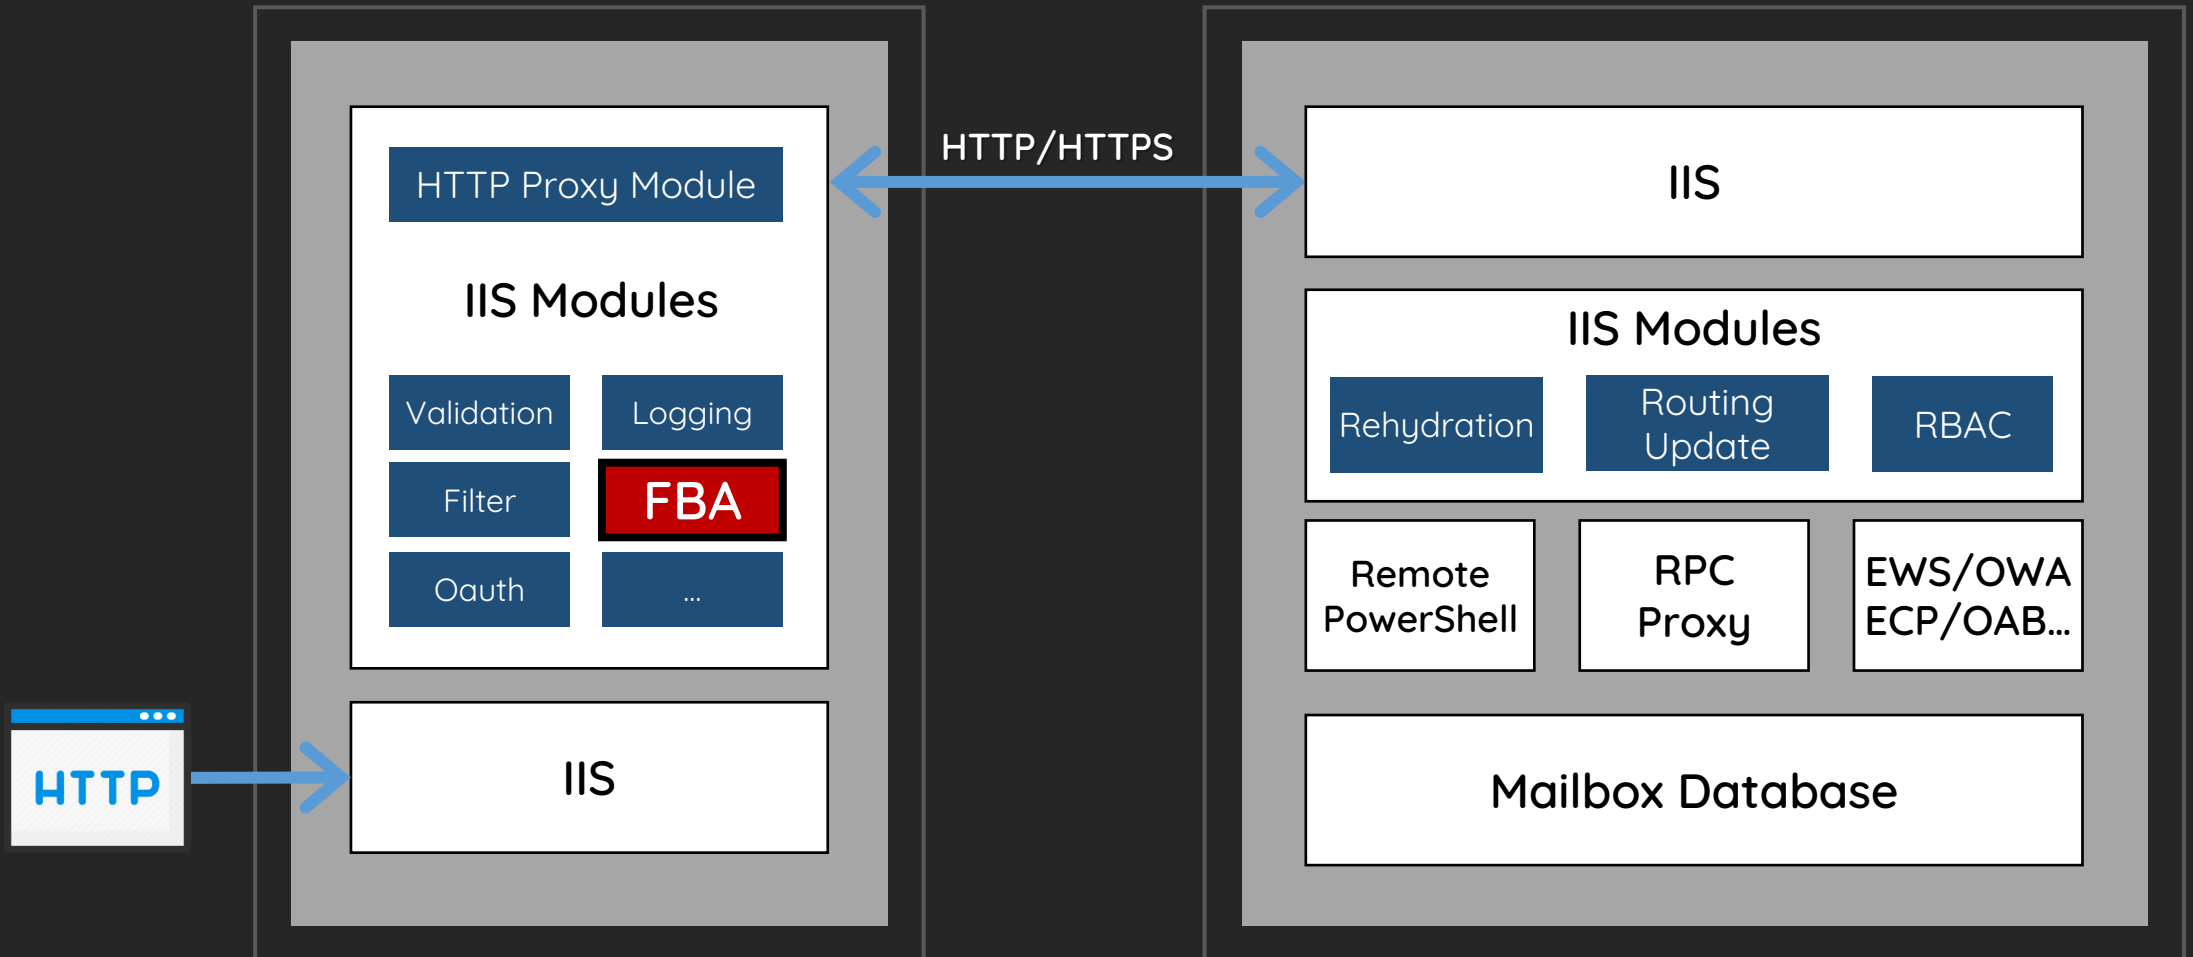 HTTP Proxy Module
IIS Modules
Validation
Logging
Filter
FBA
Oauth
...
IIS
HTTP
HTTP/HTTPS
IIS
IIS Modules
Rehydration
Routing
Update
RBAC
Remote
PowerShell
RPC
Proxy
EWS/OWA
ECP/OAB...
Mailbox Database